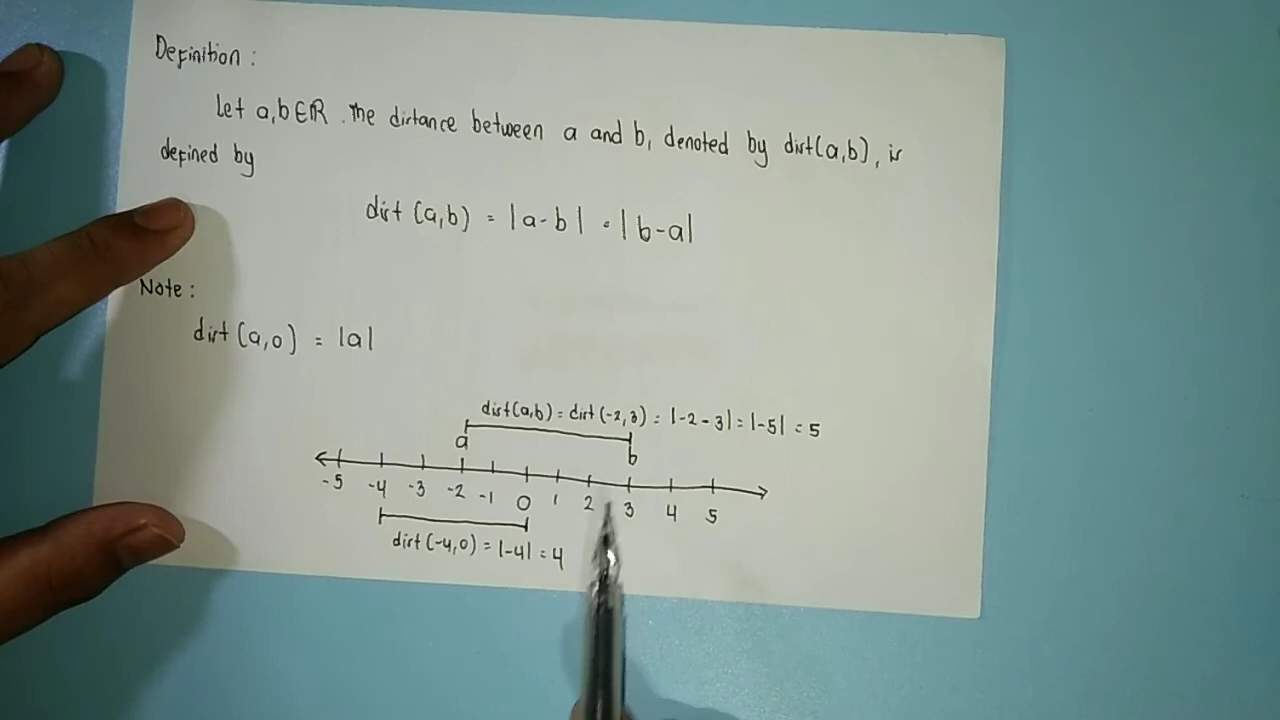 Definition :
Let a,b∈ℝ. The distance between a and b, denoted by dist(a,b), is
defined by
dist (a,b) = |a-b| = |b-a|
Note :
dist (a,0) = |a|
dist(a,b) = dist (-2,3) = |-2-3| = |-5| = 5
a b
-5 -4 -3 -2 -1 0 1 2 3 4 5
dist (-4,0) = |-4| = 4